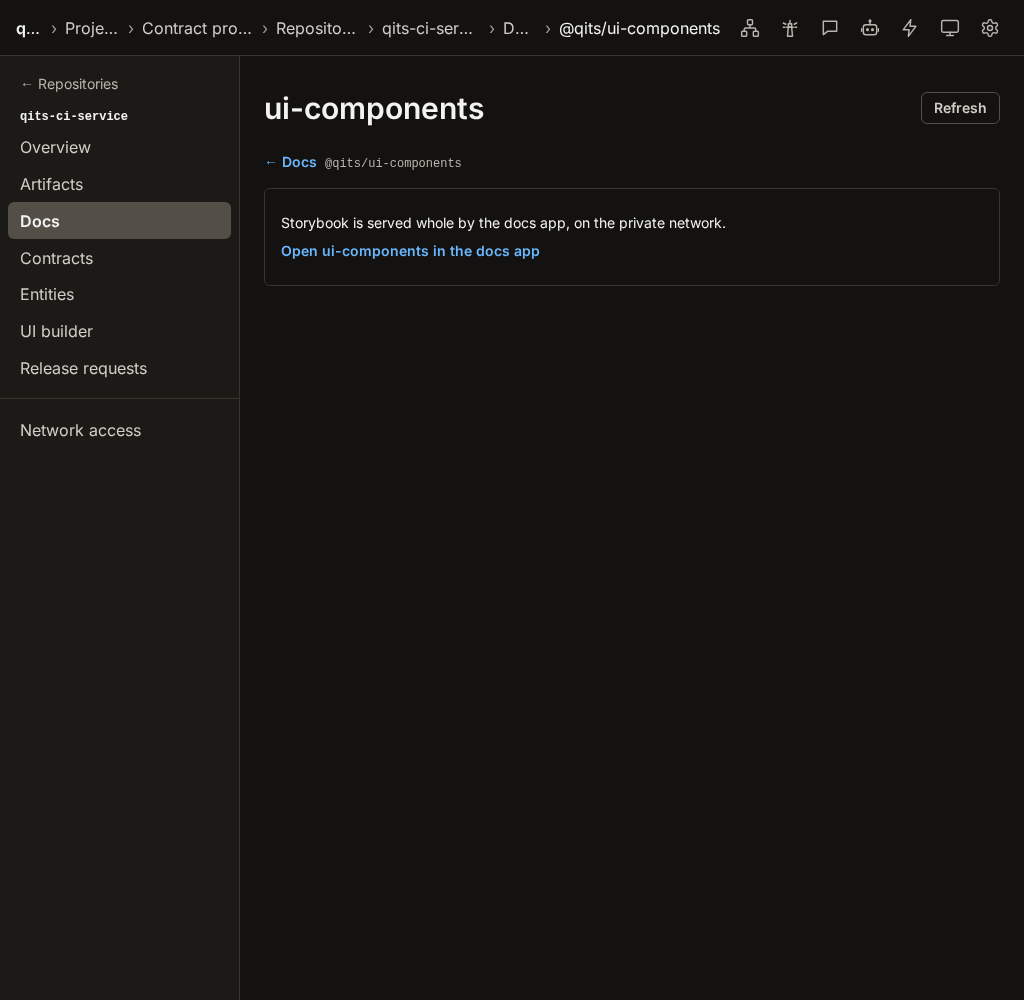 q... › Proje... › Contract pro... › Reposito... › qits-ci-ser... › D... › @qits/ui-components
← Repositories
qits-ci-service
Overview
Artifacts
Docs
Contracts
Entities
UI builder
Release requests
Network access
ui-components
Refresh
← Docs @qits/ui-components
Storybook is served whole by the docs app, on the private network.
Open ui-components in the docs app